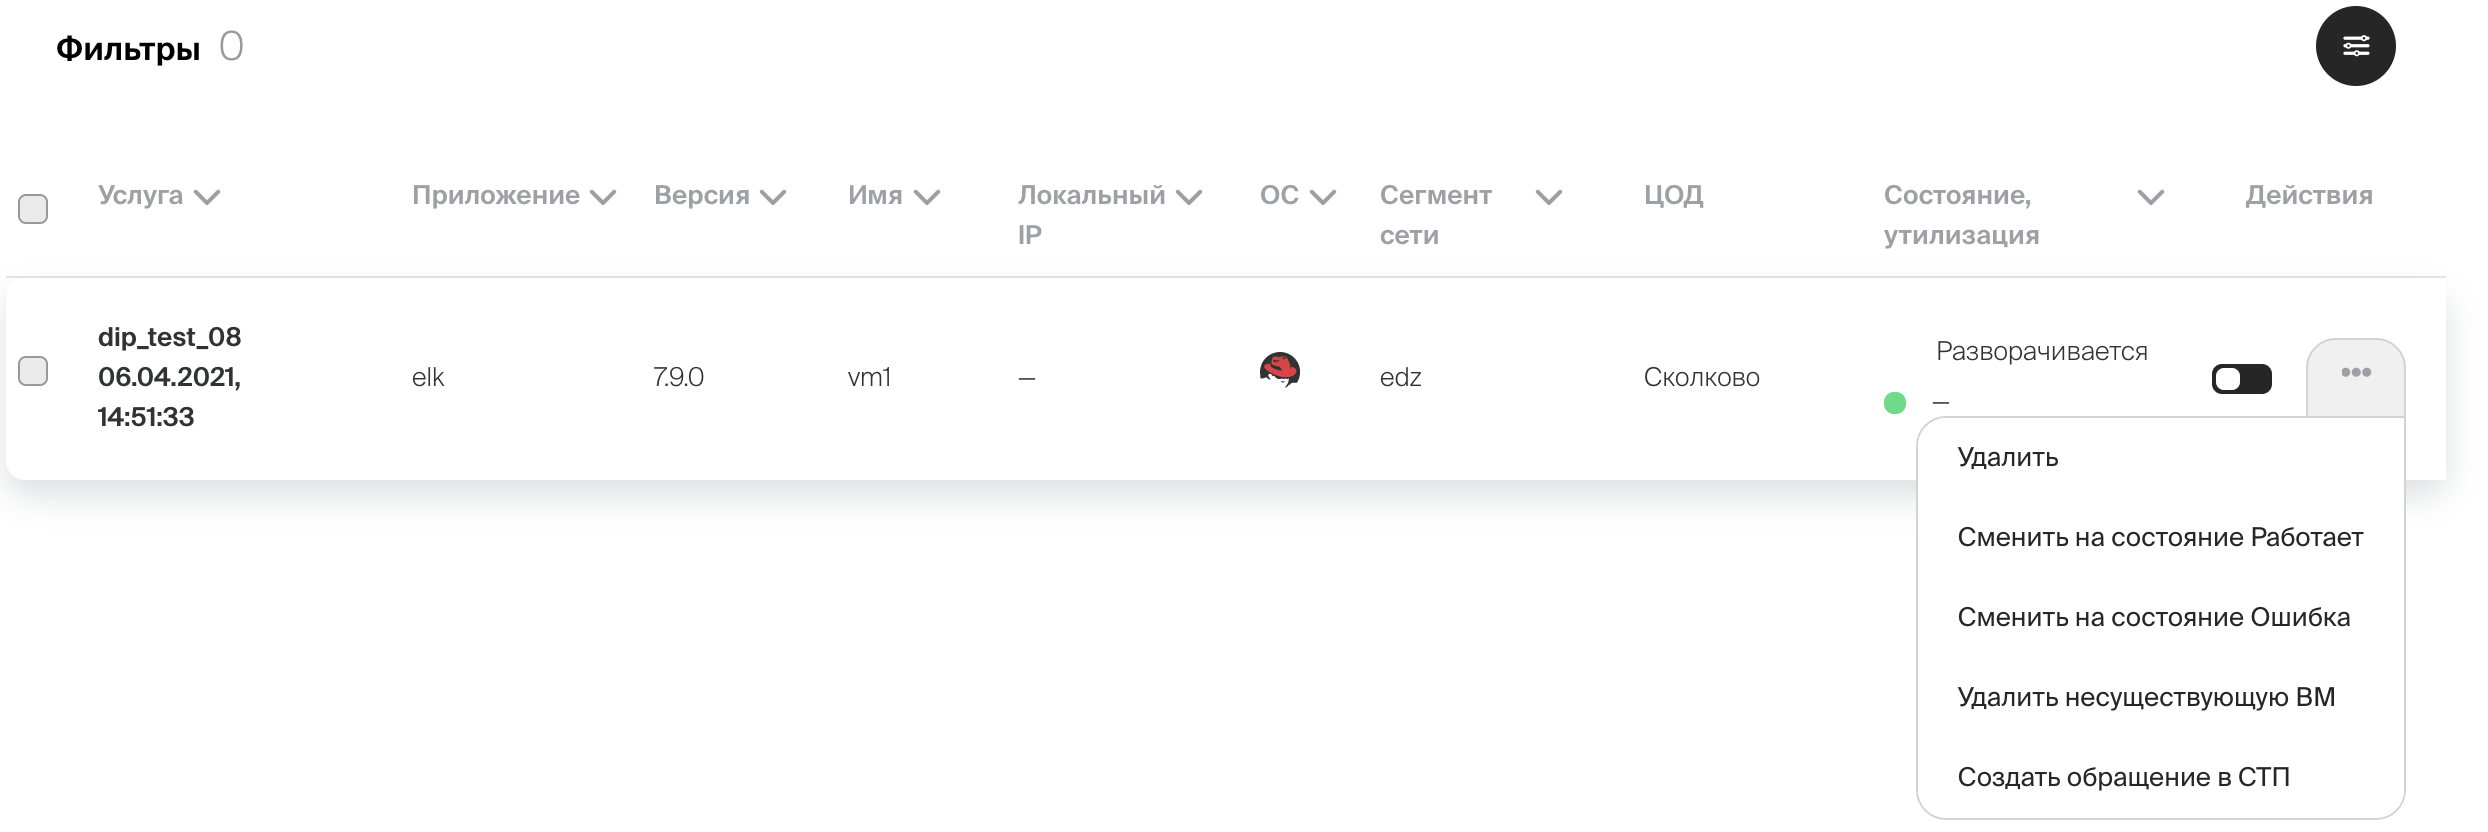 Фильтры 0
Услуга Приложение Версия Имя Локальный IP ОС Сегмент сети ЦОД Состояние, утилизация Действия
dip_test_08
06.04.2021,
14:51:33
elk 7.9.0 vm1 – edz Сколково Разворачивается
–
Удалить
Сменить на состояние Работает
Сменить на состояние Ошибка
Удалить несуществующую ВМ
Создать обращение в СТП